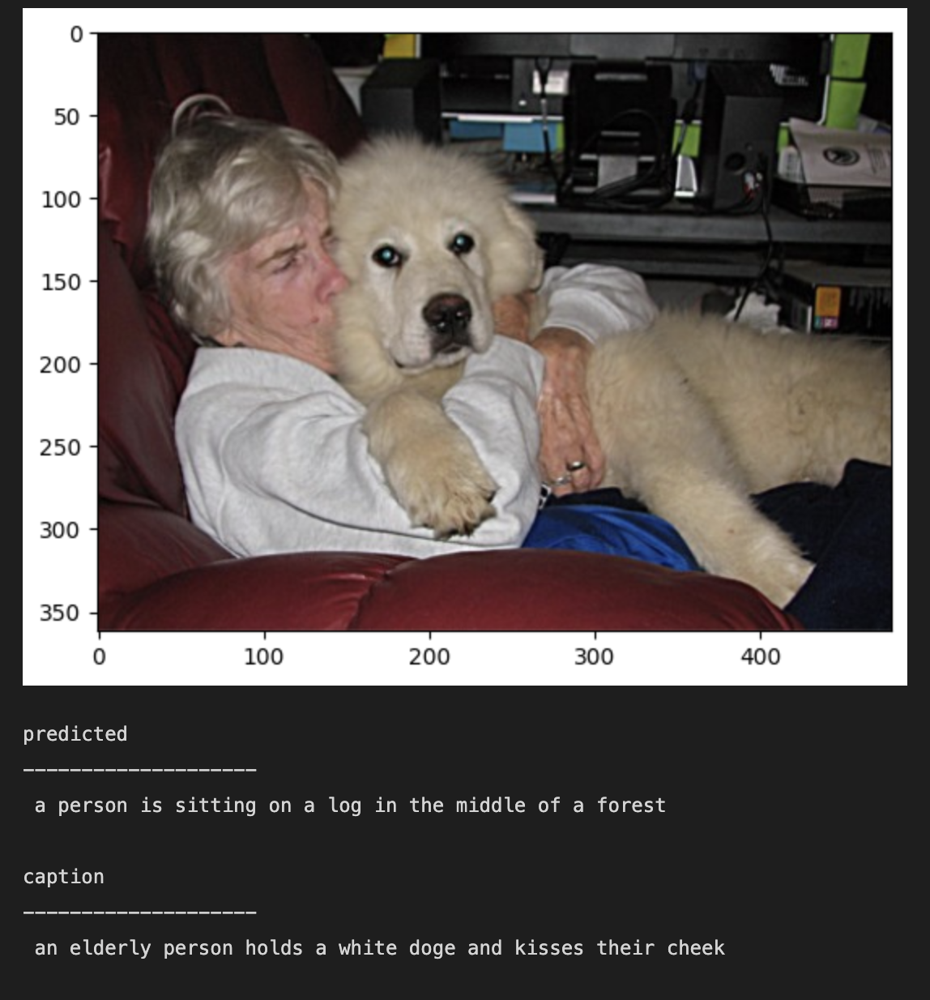 0
50
100
150
200
250
300
350
0 100 200 300 400
predicted
--------------------
a person is sitting on a log in the middle of a forest
caption
--------------------
an elderly person holds a white doge and kisses their cheek